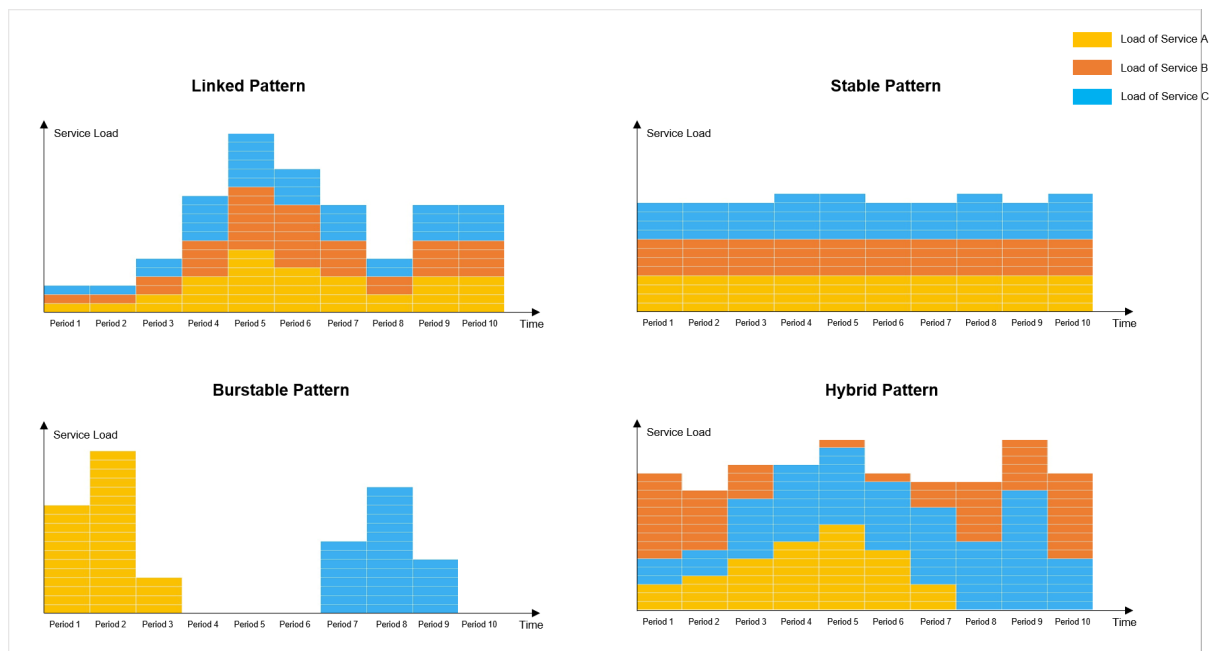 Load of Service A
Load of Service B
Load of Service C
Linked Pattern
Service Load
Period 1 Period 2 Period 3 Period 4 Period 5 Period 6 Period 7 Period 8 Period 9 Period 10
Time
Stable Pattern
Service Load
Period 1 Period 2 Period 3 Period 4 Period 5 Period 6 Period 7 Period 8 Period 9 Period 10
Time
Burstable Pattern
Service Load
Period 1 Period 2 Period 3 Period 4 Period 5 Period 6 Period 7 Period 8 Period 9 Period 10
Time
Hybrid Pattern
Service Load
Period 1 Period 2 Period 3 Period 4 Period 5 Period 6 Period 7 Period 8 Period 9 Period 10
Time